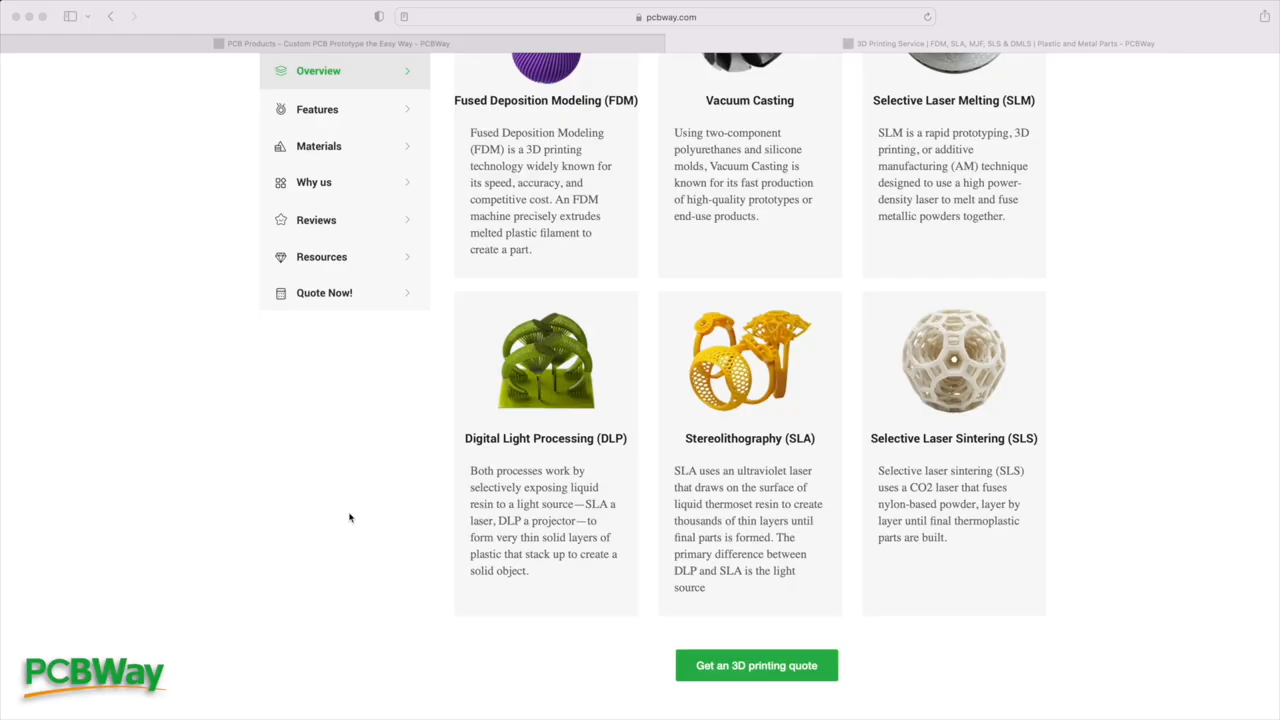 pcbway.com
PCB Products - Custom PCB Prototype the Easy Way - PCBWay
3D Printing Service | FDM, SLA, MJF, SLS & DMLS | Plastic and Metal Parts - PCBWay
Overview
Features
Materials
Why us
Reviews
Resources
Quote Now!
Fused Deposition Modeling (FDM)
Fused Deposition Modeling
(FDM) is a 3D printing
technology widely known for
its speed, accuracy, and
competitive cost. An FDM
machine precisely extrudes
melted plastic filament to
create a part.
Vacuum Casting
Using two-component
polyurethanes and silicone
molds, Vacuum Casting is
known for its fast production
of high-quality prototypes or
end-use products.
Selective Laser Melting (SLM)
SLM is a rapid prototyping, 3D
printing, or additive
manufacturing (AM) technique
designed to use a high power-
density laser to melt and fuse
metallic powders together.
Digital Light Processing (DLP)
Both processes work by
selectively exposing liquid
resin to a light source—SLA a
laser, DLP a projector—to
form very thin solid layers of
plastic that stack up to create a
solid object.
Stereolithography (SLA)
SLA uses an ultraviolet laser
that draws on the surface of
liquid thermoset resin to create
thousands of thin layers until
final parts is formed. The
primary difference between
DLP and SLA is the light
source
Selective Laser Sintering (SLS)
Selective laser sintering (SLS)
uses a CO2 laser that fuses
nylon-based powder, layer by
layer until final thermoplastic
parts are built.
Get an 3D printing quote
PCBWay